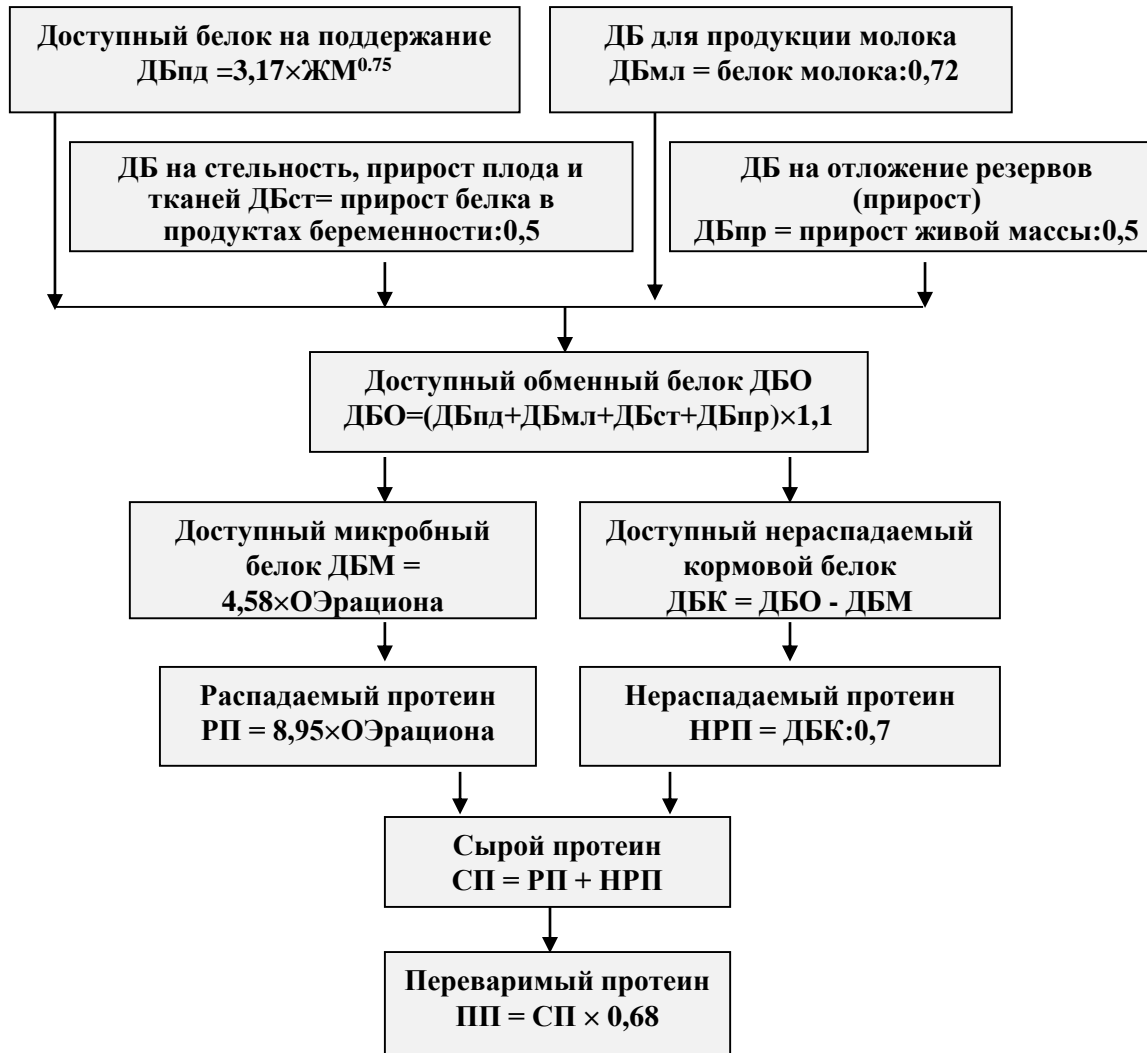 Доступный белок на поддержание
ДБпд =3,17×ЖМ^0.75
ДБ для продукции молока
ДБмл = белок молока:0,72
ДБ на стельность, прирост плода и
тканей ДБст= прирост белка в
продуктах беременности:0,5
ДБ на отложение резервов
(прирост)
ДБпр = прирост живой массы:0,5
Доступный обменный белок ДБО
ДБО=(ДБпд+ДБмл+ДБст+ДБпр)×1,1
Доступный микробный
белок ДБМ =
4,58×ОЭрациона
Доступный нераспадаемый
кормовой белок
ДБК = ДБО - ДБМ
Распадаемый протеин
РП = 8,95×ОЭрациона
Нераспадаемый протеин
НРП = ДБК:0,7
Сырой протеин
СП = РП + НРП
Переваримый протеин
ПП = СП × 0,68